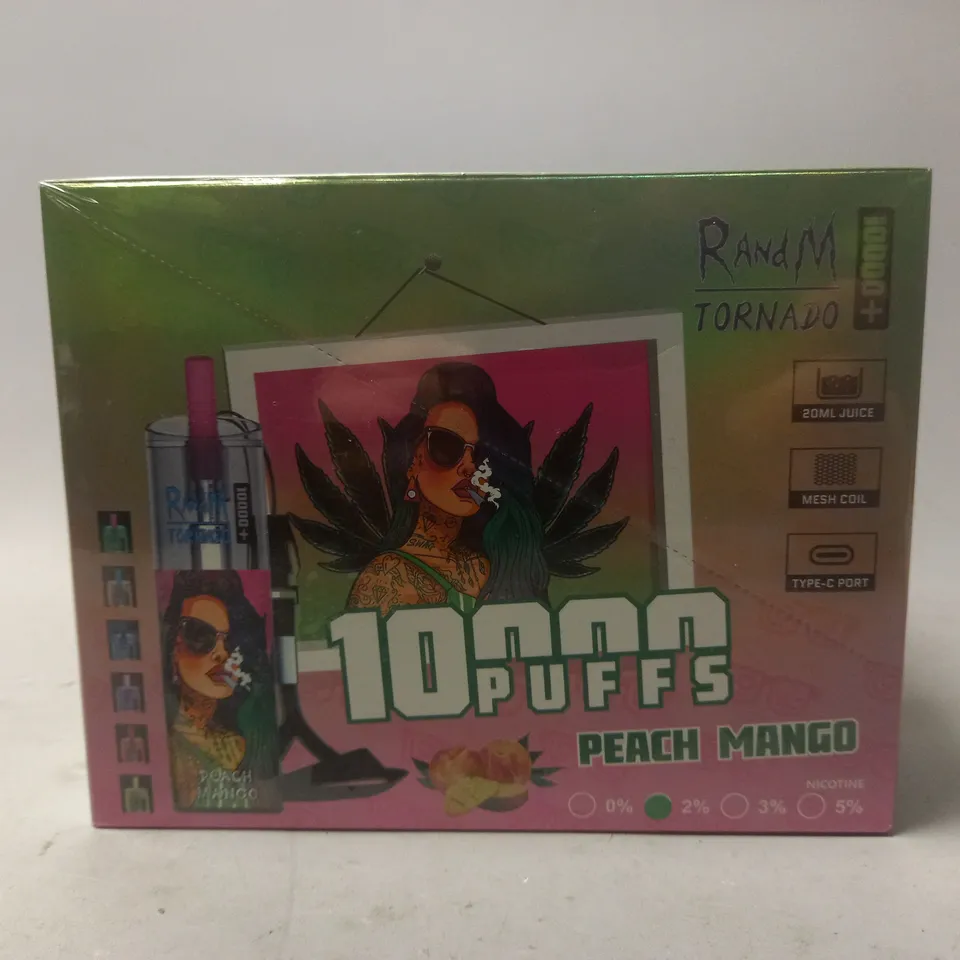 RANDM
TORNADO
10000+
20ML JUICE
MESH COIL
TYPE-C PORT
RANDM
TORNADO
10000+
SWAG
10000
PUFFS
PEACH MANGO
PEACH
MANGO
NICOTINE
0% 2% 3% 5%